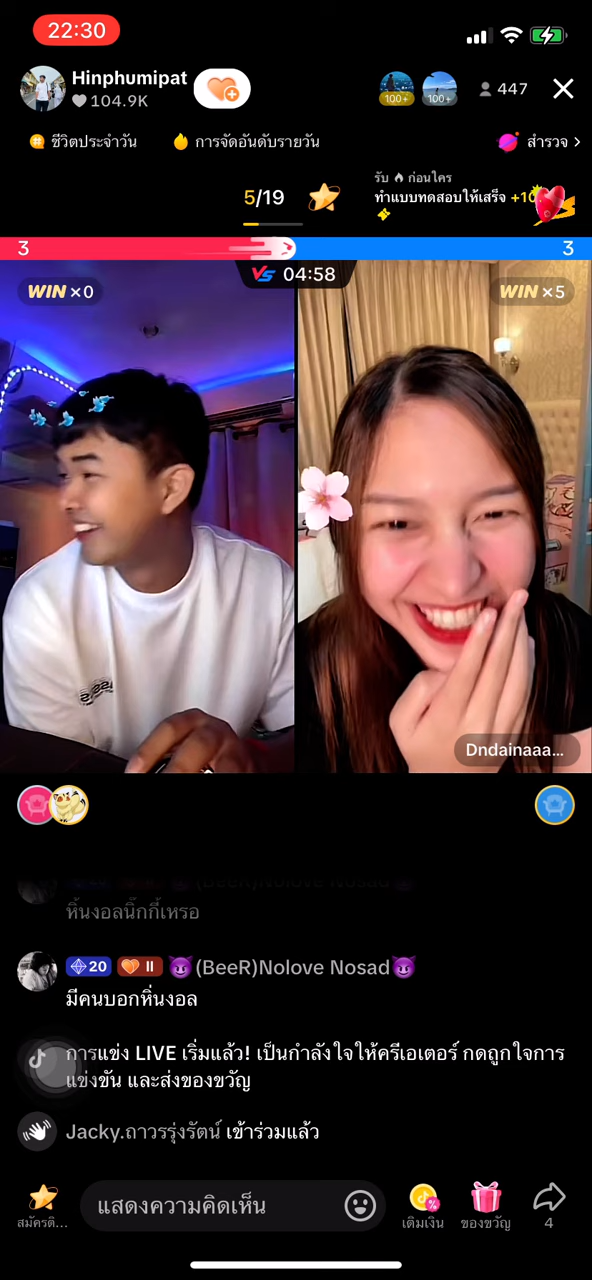 22:30
Hinphumipat
104.9K
100+
100+
447
ชีวิตประจำวัน
การจัดอันดับรายวัน
สำรวจ
5/19
รับ ก่อนใคร
ทำแบบทดสอบให้เสร็จ +10
3
3
VS 04:58
WIN ×0
WIN ×5
Dndainaaa...
(BeeR)Nolove Nosad
หิ้นงอลนิ๊กกี้เหรอ
20 II (BeeR)Nolove Nosad
มีคนบอกหิ่นงอล
การแข่ง LIVE เริ่มแล้ว! เป็นกำลังใจให้ครีเอเตอร์ กดถูกใจการ
แข่งขัน และส่งของขวัญ
Jacky.ถาวรรุ่งรัตน์ เข้าร่วมแล้ว
แสดงความคิดเห็น
สมัครติ...
เติมเงิน
ของขวัญ
4